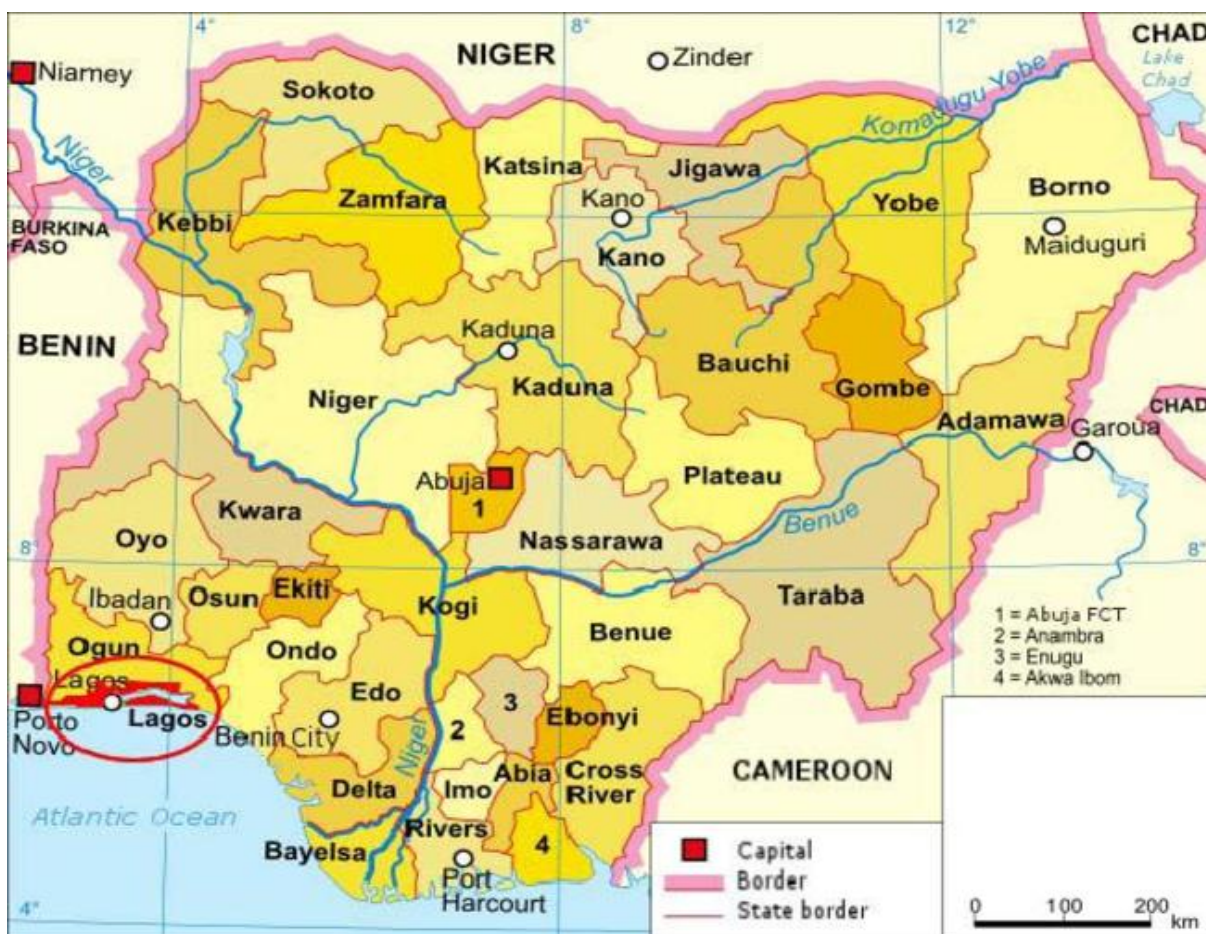 4°
8°
12°
NIGER
CHAD
Lake
Chad
Niamey
Zinder
Sokoto
Komadugu Yobe
Niger
Katsina
Jigawa
Zamfara
Kano
Borno
Kebbi
Yobe
BURKINA
FASO
Maiduguri
Kano
BENIN
Kaduna
Bauchi
Kaduna
Gombe
Niger
CHAD
Adamawa
Garoua
Plateau
Abuja
1
Kwara
Benue
Nassarawa
Oyo
8°
8°
Ekiti
Osun
Ibadan
Kogi
Taraba
Benue
Ogun
Ondo
1 = Abuja FCT
2 = Anambra
3 = Enugu
4 = Akwa Ibom
Lagos
Edo
3
Lagos
Porto
Novo
Benin City
2
Ebonyi
Niger
Abia
Cross
River
CAMEROON
Delta
Imo
Atlantic Ocean
Rivers
4
Bayelsa
Port
Harcourt
Capital
Border
State border
4°
0 100 200
km